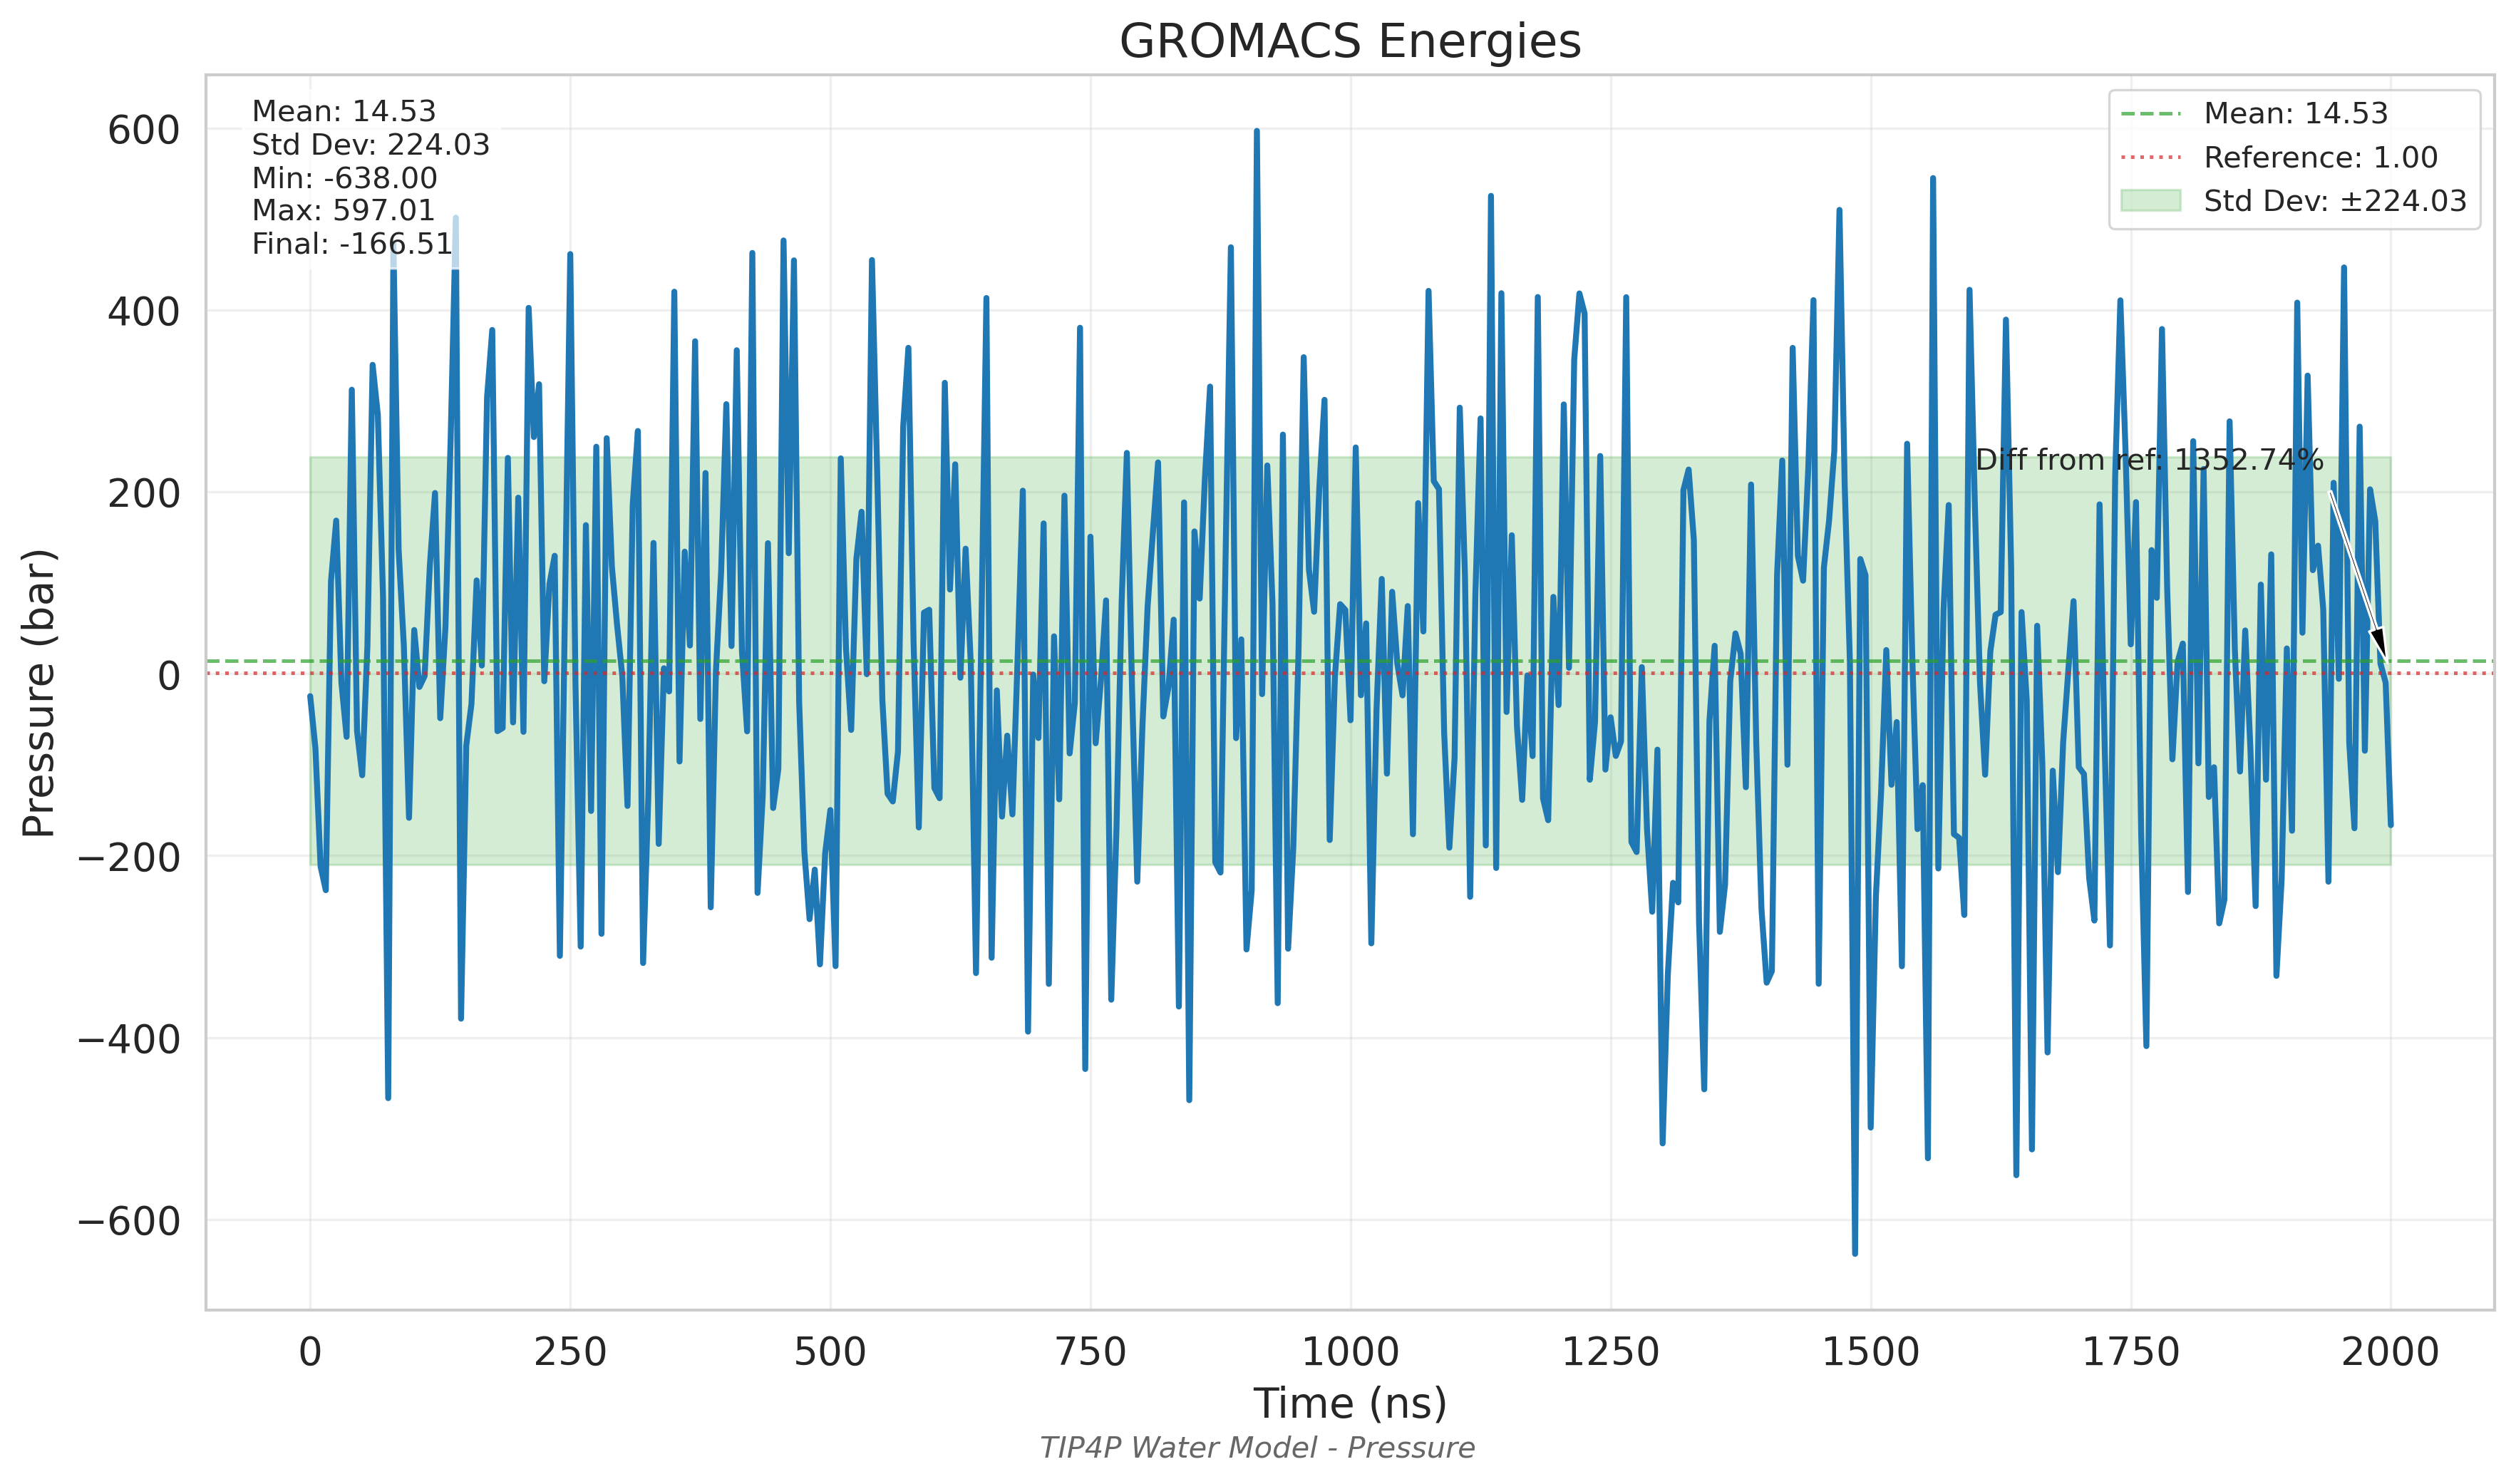 GROMACS Energies
Mean: 14.53
Std Dev: 224.03
Min: -638.00
Max: 597.01
Final: -166.51
Mean: 14.53
Reference: 1.00
Std Dev: ±224.03
Diff from ref: 1352.74%
Pressure (bar)
600
400
200
0
−200
−400
−600
0 250 500 750 1000 1250 1500 1750 2000
Time (ns)
TIP4P Water Model - Pressure